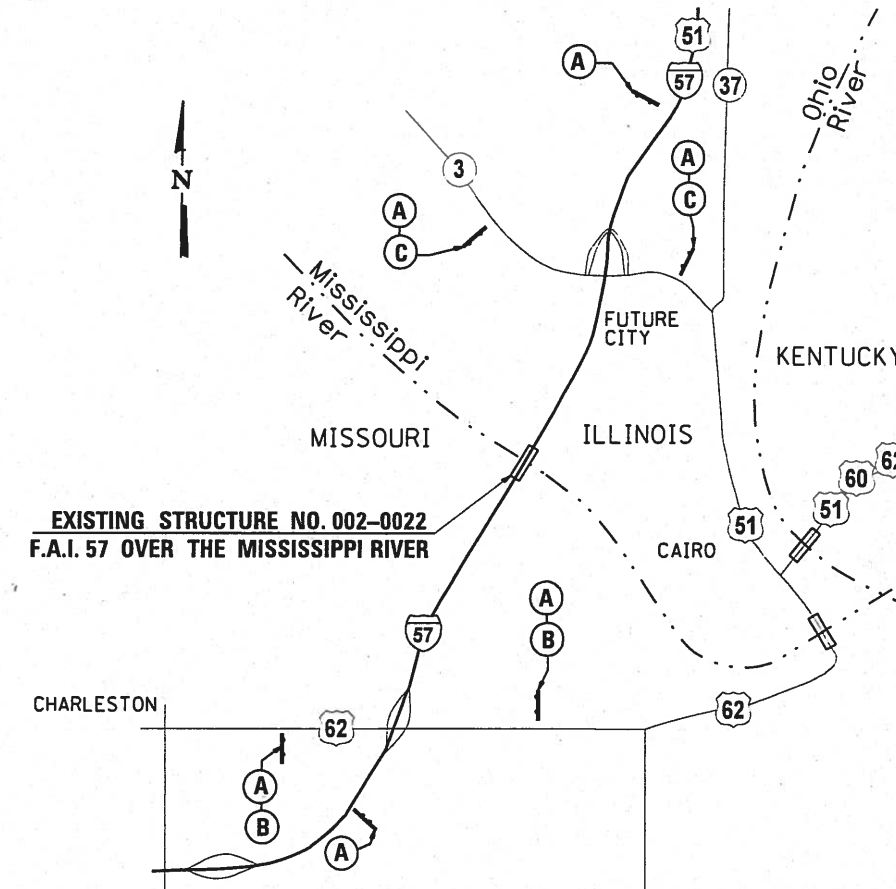 51
A
57
37
Ohio
River
A
3
N
C
A
C
Mississippi
River
FUTURE
CITY
KENTUCKY
MISSOURI
ILLINOIS
62
60
51
EXISTING STRUCTURE NO. 002-0022
F.A.I. 57 OVER THE MISSISSIPPI RIVER
51
CAIRO
A
B
57
CHARLESTON
62
62
A
B
A